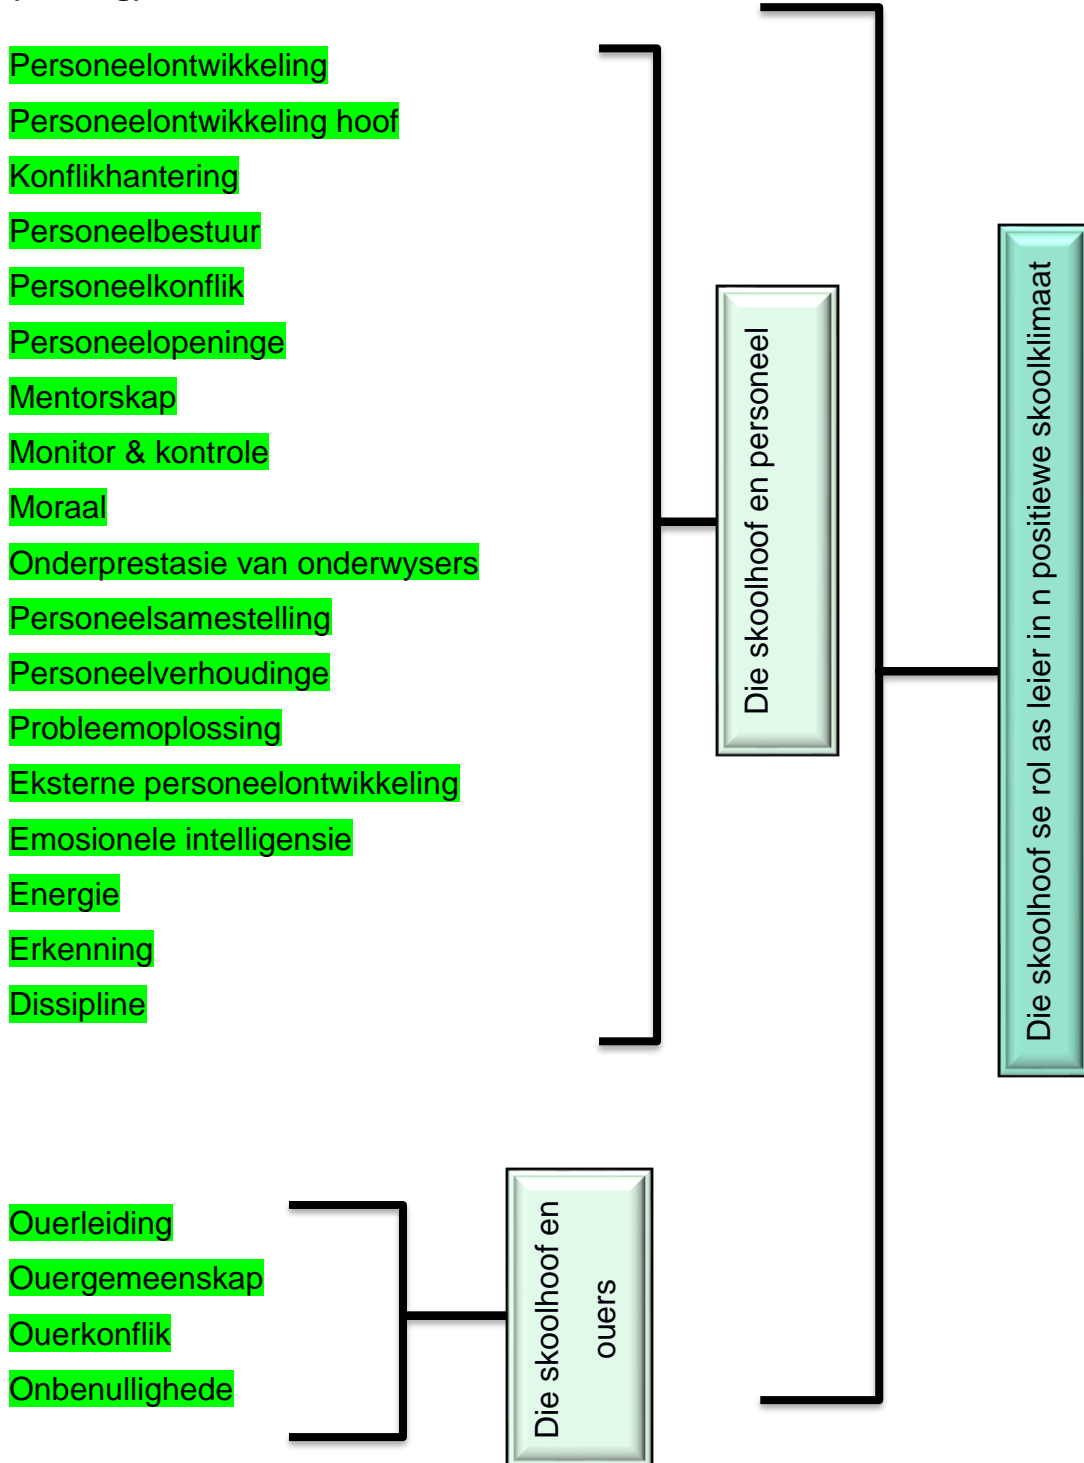 Personeelontwikkeling
Personeelontwikkeling hoof
Konflikhantering
Personeelbestuur
Personeelkonflik
Personeelopeninge
Mentorskap
Monitor & kontrole
Moraal
Onderprestasie van onderwysers
Personeelsamestelling
Personeelverhoudinge
Probleemoplossing
Eksterne personeelontwikkeling
Emosionele intelligensie
Energie
Erkenning
Dissipline
Die skoolhoof en personeel
Die skoolhoof se rol as leier in n positiewe skoolklimaat
Ouerleiding
Ouergemeenskap
Ouerkonflik
Onbenullighede
Die skoolhoof en
ouers